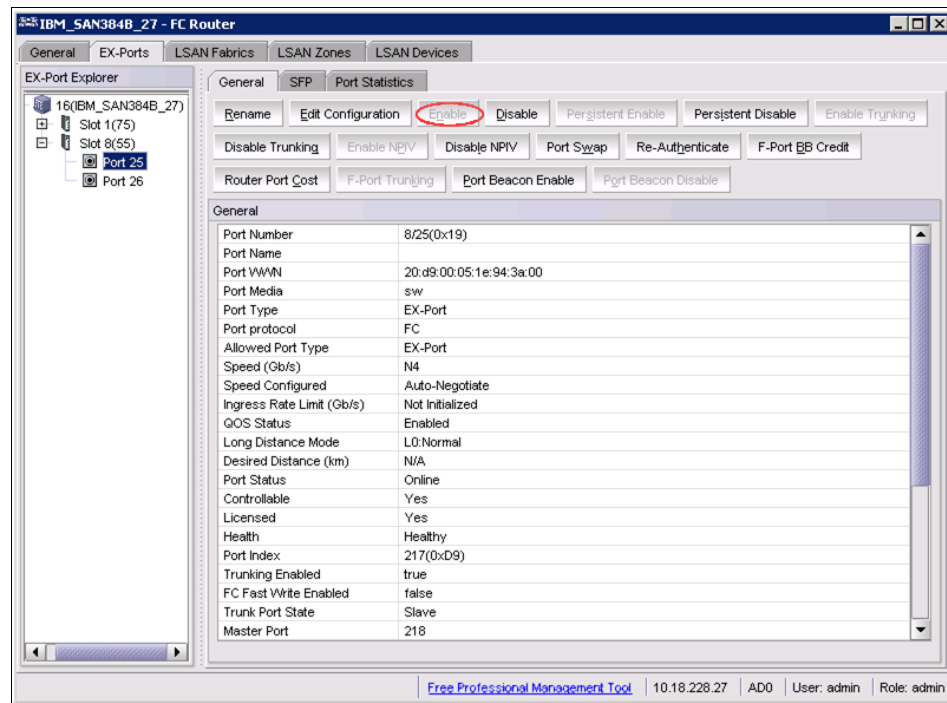 IBM_SAN384B_27 - FC Router
General EX-Ports LSAN Fabrics LSAN Zones LSAN Devices
EX-Port Explorer
16(IBM_SAN384B_27)
Slot 1(75)
Slot 8(55)
Port 25
Port 26
General SFP Port Statistics
Rename Edit Configuration Enable Disable Persistent Enable Persistent Disable Enable Trunking
Disable Trunking Enable NPIV Disable NPIV Port Swap Re-Authenticate F-Port BB Credit
Router Port Cost F-Port Trunking Port Beacon Enable Port Beacon Disable
General
Port Number 8/25(0x19)
Port Name
Port WWN 20:d9:00:05:1e:94:3a:00
Port Media sw
Port Type EX-Port
Port protocol FC
Allowed Port Type EX-Port
Speed (Gb/s) N4
Speed Configured Auto-Negotiate
Ingress Rate Limit (Gb/s) Not Initialized
QOS Status Enabled
Long Distance Mode L0:Normal
Desired Distance (km) N/A
Port Status Online
Controllable Yes
Licensed Yes
Health Healthy
Port Index 217(0xD9)
Trunking Enabled true
FC Fast Write Enabled false
Trunk Port State Slave
Master Port 218
Free Professional Management Tool 10.18.228.27 AD0 User: admin Role: admin